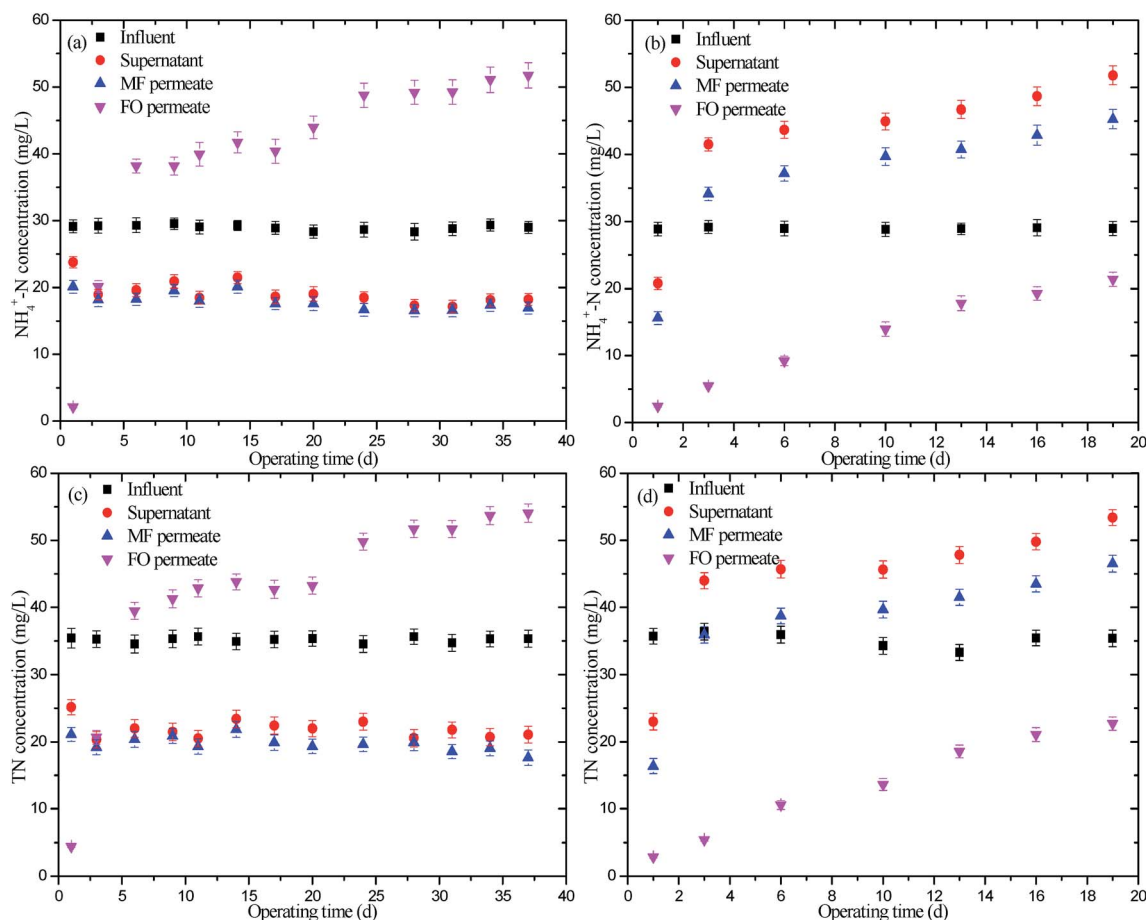 (a)
Influent
Supernatant
MF permeate
FO permeate
NH₄⁺-N concentration (mg/L)
60
50
40
30
20
10
0
0 5 10 15 20 25 30 35 40
Operating time (d)
(b)
Influent
Supernatant
MF permeate
FO permeate
NH₄⁺-N concentration (mg/L)
60
50
40
30
20
10
0
0 2 4 6 8 10 12 14 16 18 20
Operating time (d)
(c)
Influent
Supernatant
MF permeate
FO permeate
TN concentration (mg/L)
60
50
40
30
20
10
0
0 5 10 15 20 25 30 35 40
Operating time (d)
(d)
Influent
Supernatant
MF permeate
FO permeate
TN concentration (mg/L)
60
50
40
30
20
10
0
0 2 4 6 8 10 12 14 16 18 20
Operating time (d)